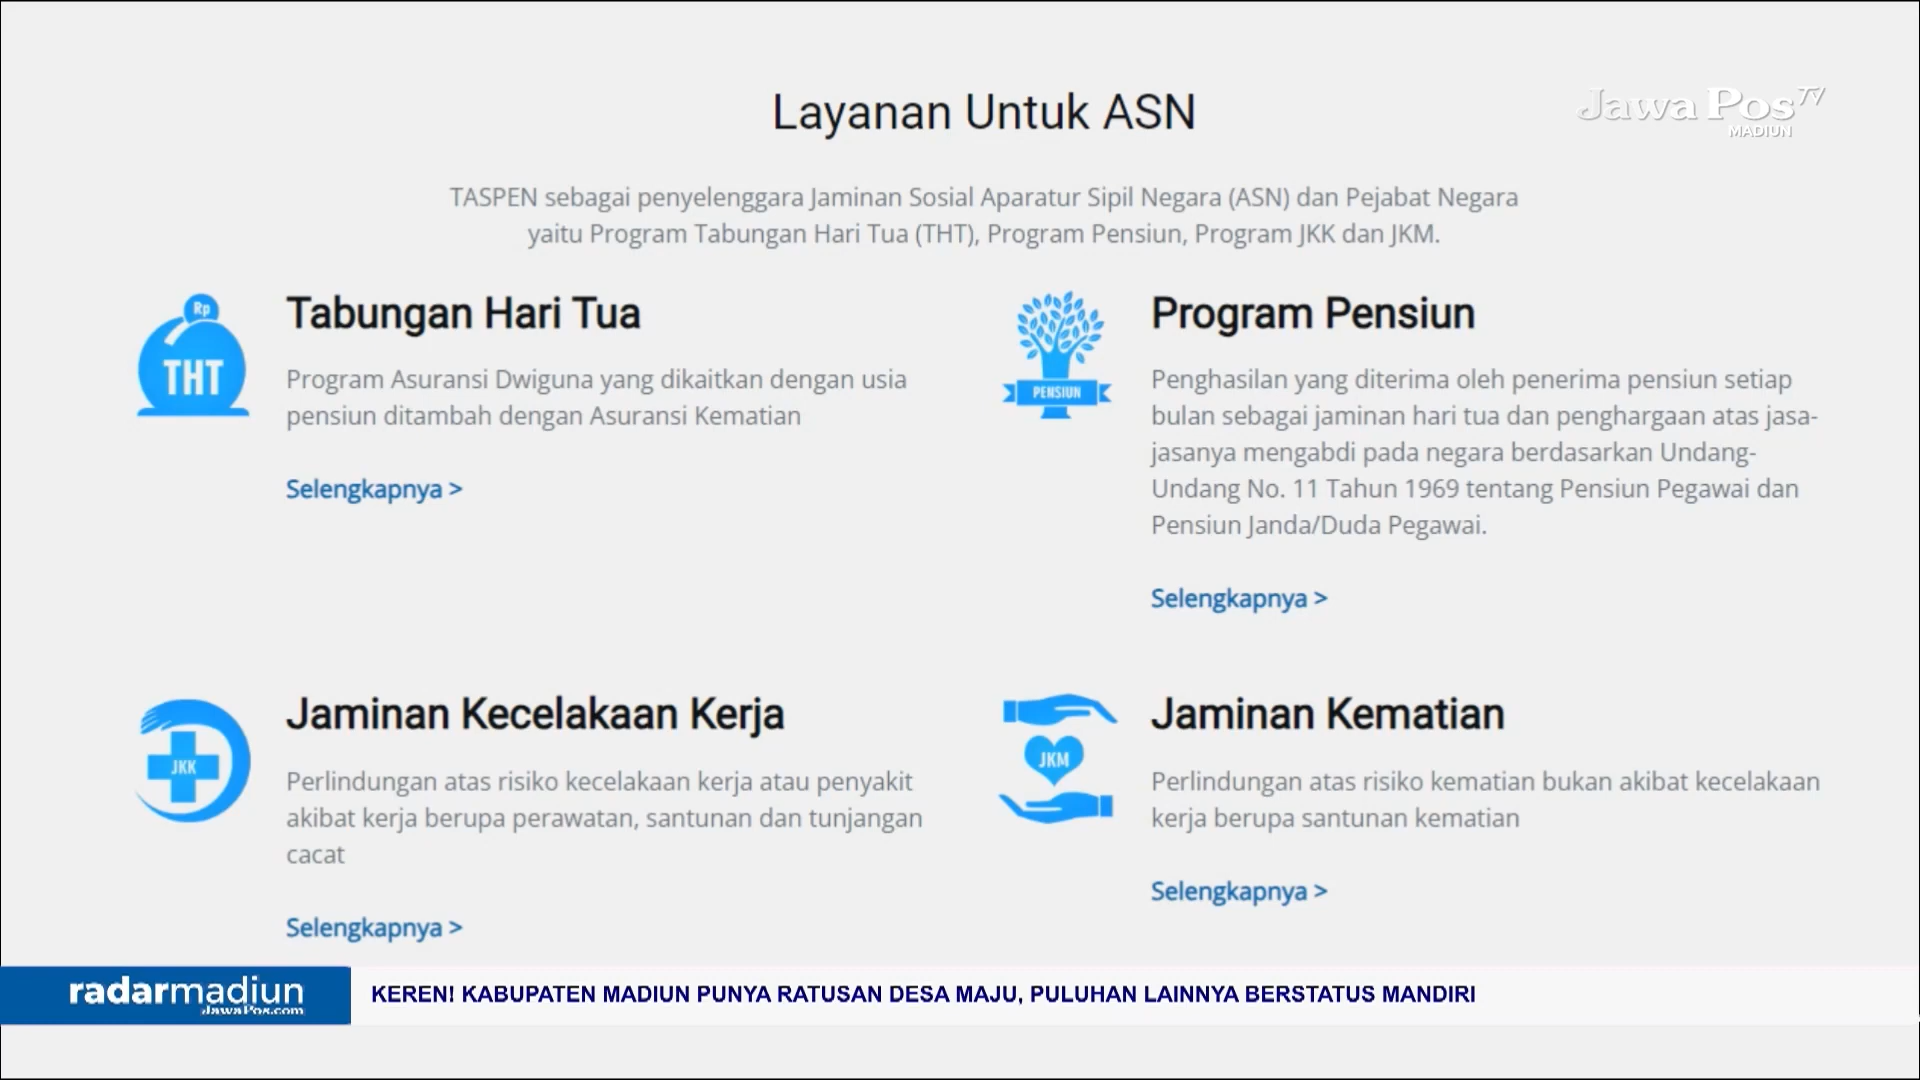 Layanan Untuk ASN
Jawa Pos TV
MADIUN
TASPEN sebagai penyelenggara Jaminan Sosial Aparatur Sipil Negara (ASN) dan Pejabat Negara
yaitu Program Tabungan Hari Tua (THT), Program Pensiun, Program JKK dan JKM.
Rp
THT
Tabungan Hari Tua
Program Asuransi Dwiguna yang dikaitkan dengan usia
pensiun ditambah dengan Asuransi Kematian
Selengkapnya >
PENSIUN
Program Pensiun
Penghasilan yang diterima oleh penerima pensiun setiap
bulan sebagai jaminan hari tua dan penghargaan atas jasa-
jasanya mengabdi pada negara berdasarkan Undang-
Undang No. 11 Tahun 1969 tentang Pensiun Pegawai dan
Pensiun Janda/Duda Pegawai.
Selengkapnya >
JKK
Jaminan Kecelakaan Kerja
Perlindungan atas risiko kecelakaan kerja atau penyakit
akibat kerja berupa perawatan, santunan dan tunjangan
cacat
Selengkapnya >
JKM
Jaminan Kematian
Perlindungan atas risiko kematian bukan akibat kecelakaan
kerja berupa santunan kematian
Selengkapnya >
radarmadiun
JawaPos.com
KEREN! KABUPATEN MADIUN PUNYA RATUSAN DESA MAJU, PULUHAN LAINNYA BERSTATUS MANDIRI